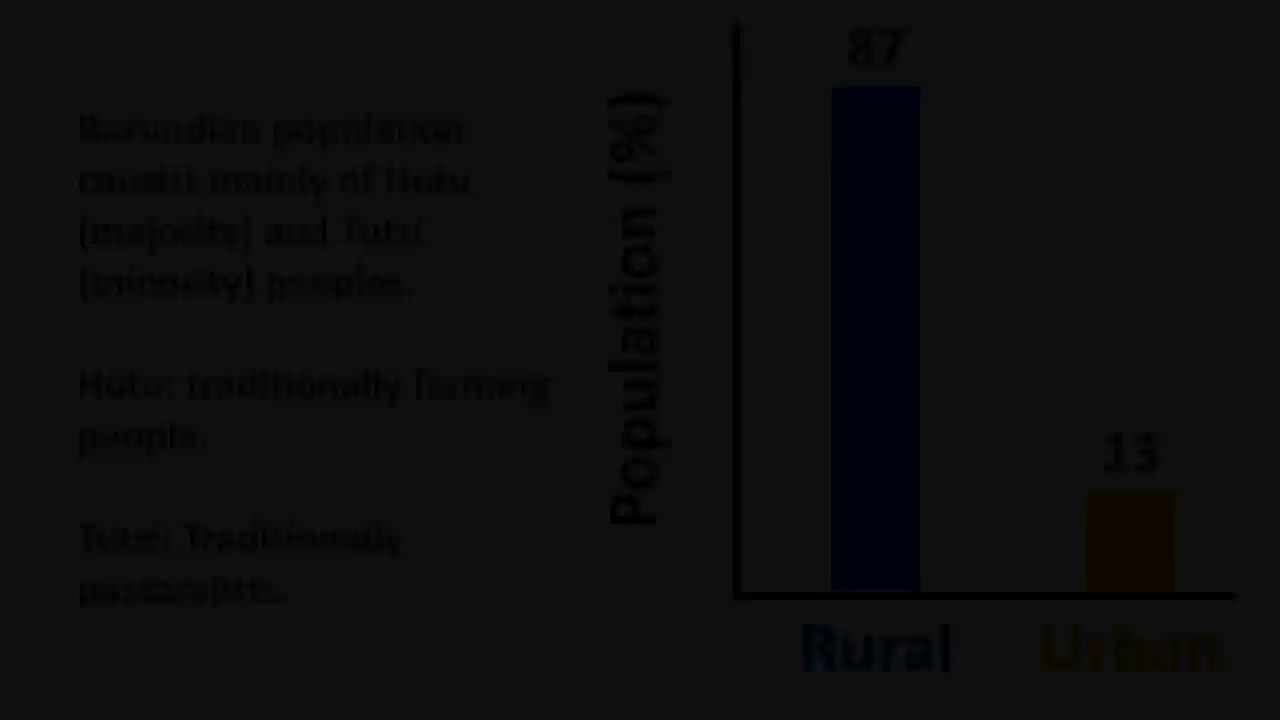 Burundian population
consist mainly of Hutu
(majority) and Tutsi
(minority) peoples.
Hutu: traditionally farming
people.
Tutsi: Traditionally
pastoralists.
Population (%)
87
13
Rural
Urban